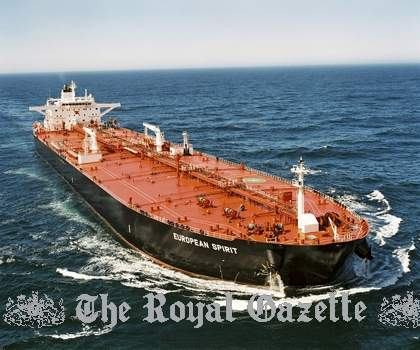 EUROPEAN SPIRIT
The Royal Gazette